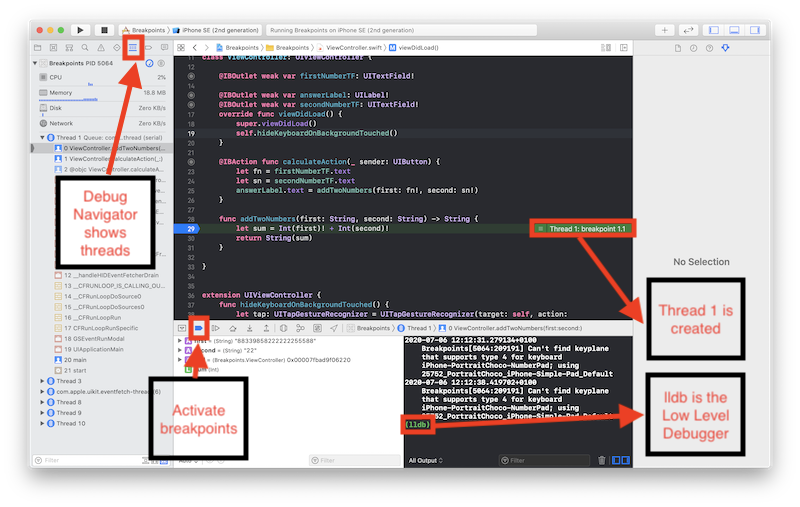 Breakpoints
iPhone SE (2nd generation)
Running Breakpoints on iPhone SE (2nd generation)
Breakpoints
Breakpoints
ViewController.swift
viewDidLoad()
Breakpoints PID 5064
CPU
2%
Memory
18.8 MB
Disk
Zero KB/s
Network
Zero KB/s
Thread 1 Queue: com...thread (serial)
0 ViewController.addTwoNumbers(...
1 ViewController.calculateAction(_:)
2 @objc ViewController.calculateA...
12 __handleHIDEventFetcherDrain
13 __CFRUNLOOP_IS_CALLING_OU...
14 __CFRunLoopDoSource0
15 __CFRunLoopDoSources0
16 __CFRunLoopRun
17 CFRunLoopRunSpecific
18 GSEventRunModal
19 UIApplicationMain
20 main
21 start
Thread 3
com.apple.uikit.eventfetch-thread (6)
Thread 8
Thread 9
Thread 10
Filter
Debug
Navigator
shows
threads
11 class ViewController: UIViewController {
12
@IBOutlet weak var firstNumberTF: UITextField!
14
@IBOutlet weak var answerLabel: UILabel!
@IBOutlet weak var secondNumberTF: UITextField!
17 override func viewDidLoad() {
18 super.viewDidLoad()
19 self.hideKeyboardOnBackgroundTouched()
20 }
21
@IBAction func calculateAction(_ sender: UIButton) {
23 let fn = firstNumberTF.text
24 let sn = secondNumberTF.text
25 answerLabel.text = addTwoNumbers(first: fn!, second: sn!)
26 }
27
28 func addTwoNumbers(first: String, second: String) -> String {
29 let sum = Int(first)! + Int(second)!
Thread 1: breakpoint 1.1
30 return String(sum)
31 }
32
33 }
34
35
36 extension UIViewController {
37 func hideKeyboardOnBackgroundTouched() {
38 let tap: UITapGestureRecognizer = UITapGestureRecognizer(target: self, action:
Breakpoints
Thread 1
0 ViewController.addTwoNumbers(first:second:)
= (String) "88339858222222255588"
= (String) "22"
(Breakpoints.ViewController) 0x00007fbad9f06220
(Int)
Activate
breakpoints
Filter
2020-07-06 12:12:31.279134+0100
Breakpoints[5064:209191] Can't find keyplane
that supports type 4 for keyboard
iPhone-PortraitChoco-NumberPad; using
25752_PortraitChoco_iPhone-Simple-Pad_Default
2020-07-06 12:12:38.419702+0100
Breakpoints[5064:209191] Can't find keyplane
that supports type 4 for keyboard
iPhone-PortraitChoco-NumberPad; using
25752_PortraitChoco_iPhone-Simple-Pad_Default
(lldb)
All Output
Filter
No Selection
Thread 1 is
created
lldb is the
Low Level
Debugger